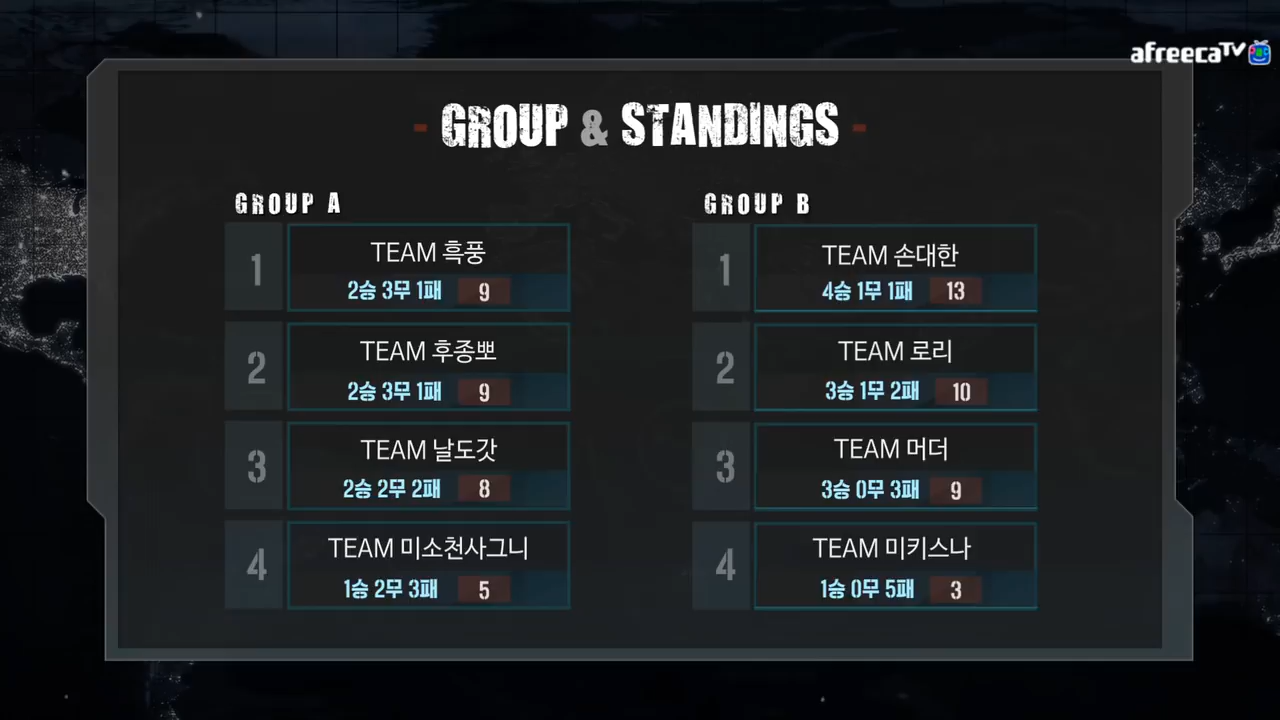 afreecaTV
- GROUP & STANDINGS -
GROUP A
1
TEAM 흑풍
2승 3무 1패 9
2
TEAM 후종뽀
2승 3무 1패 9
3
TEAM 날도갓
2승 2무 2패 8
4
TEAM 미소천사그니
1승 2무 3패 5
GROUP B
1
TEAM 손대한
4승 1무 1패 13
2
TEAM 로리
3승 1무 2패 10
3
TEAM 머더
3승 0무 3패 9
4
TEAM 미키스나
1승 0무 5패 3